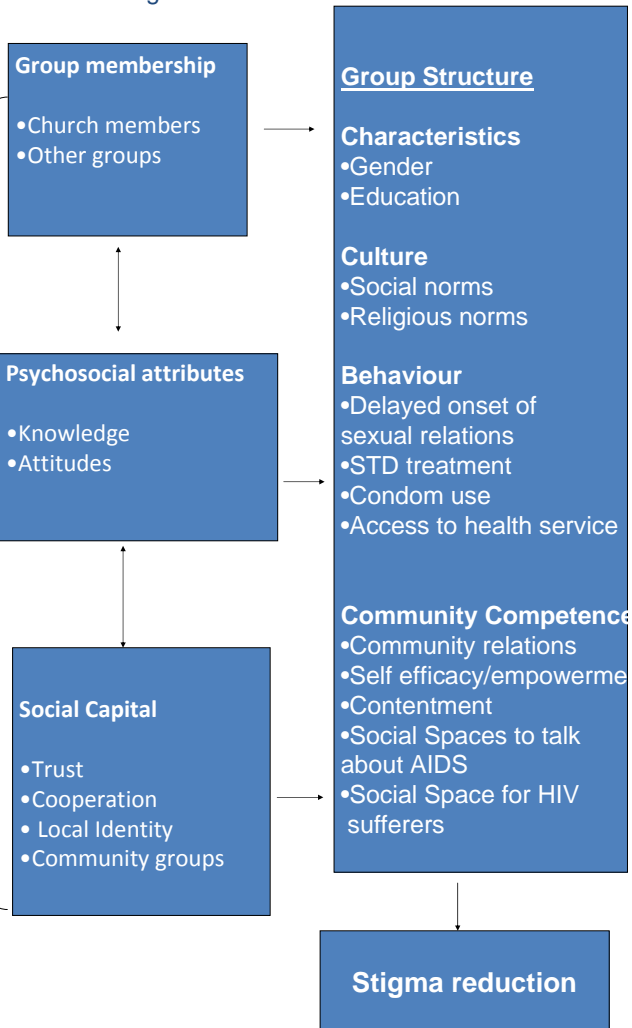 Group membership
•Church members
•Other groups
Psychosocial attributes
•Knowledge
•Attitudes
Social Capital
•Trust
•Cooperation
• Local Identity
•Community groups
Group Structure
Characteristics
•Gender
•Education
Culture
•Social norms
•Religious norms
Behaviour
•Delayed onset of
sexual relations
•STD treatment
•Condom use
•Access to health service
Community Competence
•Community relations
•Self efficacy/empowerme
•Contentment
•Social Spaces to talk
about AIDS
•Social Space for HIV
sufferers
Stigma reduction